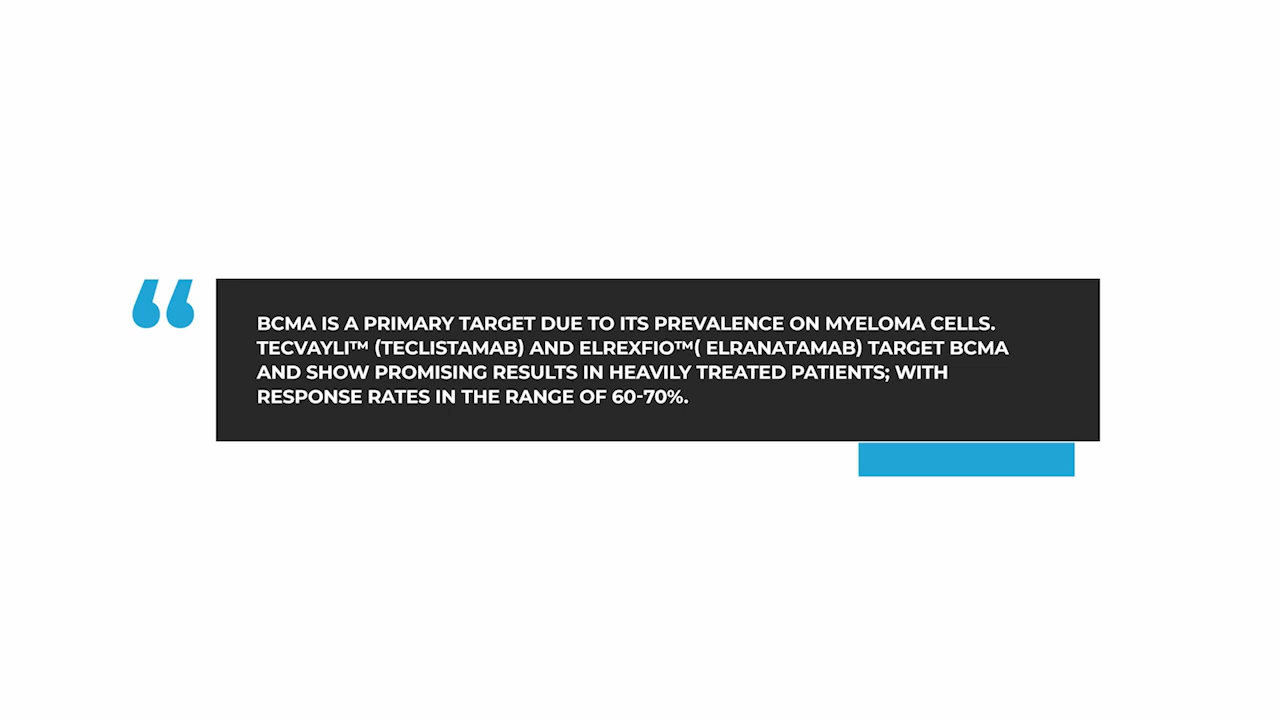 BCMA IS A PRIMARY TARGET DUE TO ITS PREVALENCE ON MYELOMA CELLS.
TECVAYLI™ (TECLISTAMAB) AND ELREXFIO™( ELRANATAMAB) TARGET BCMA
AND SHOW PROMISING RESULTS IN HEAVILY TREATED PATIENTS; WITH
RESPONSE RATES IN THE RANGE OF 60-70%.